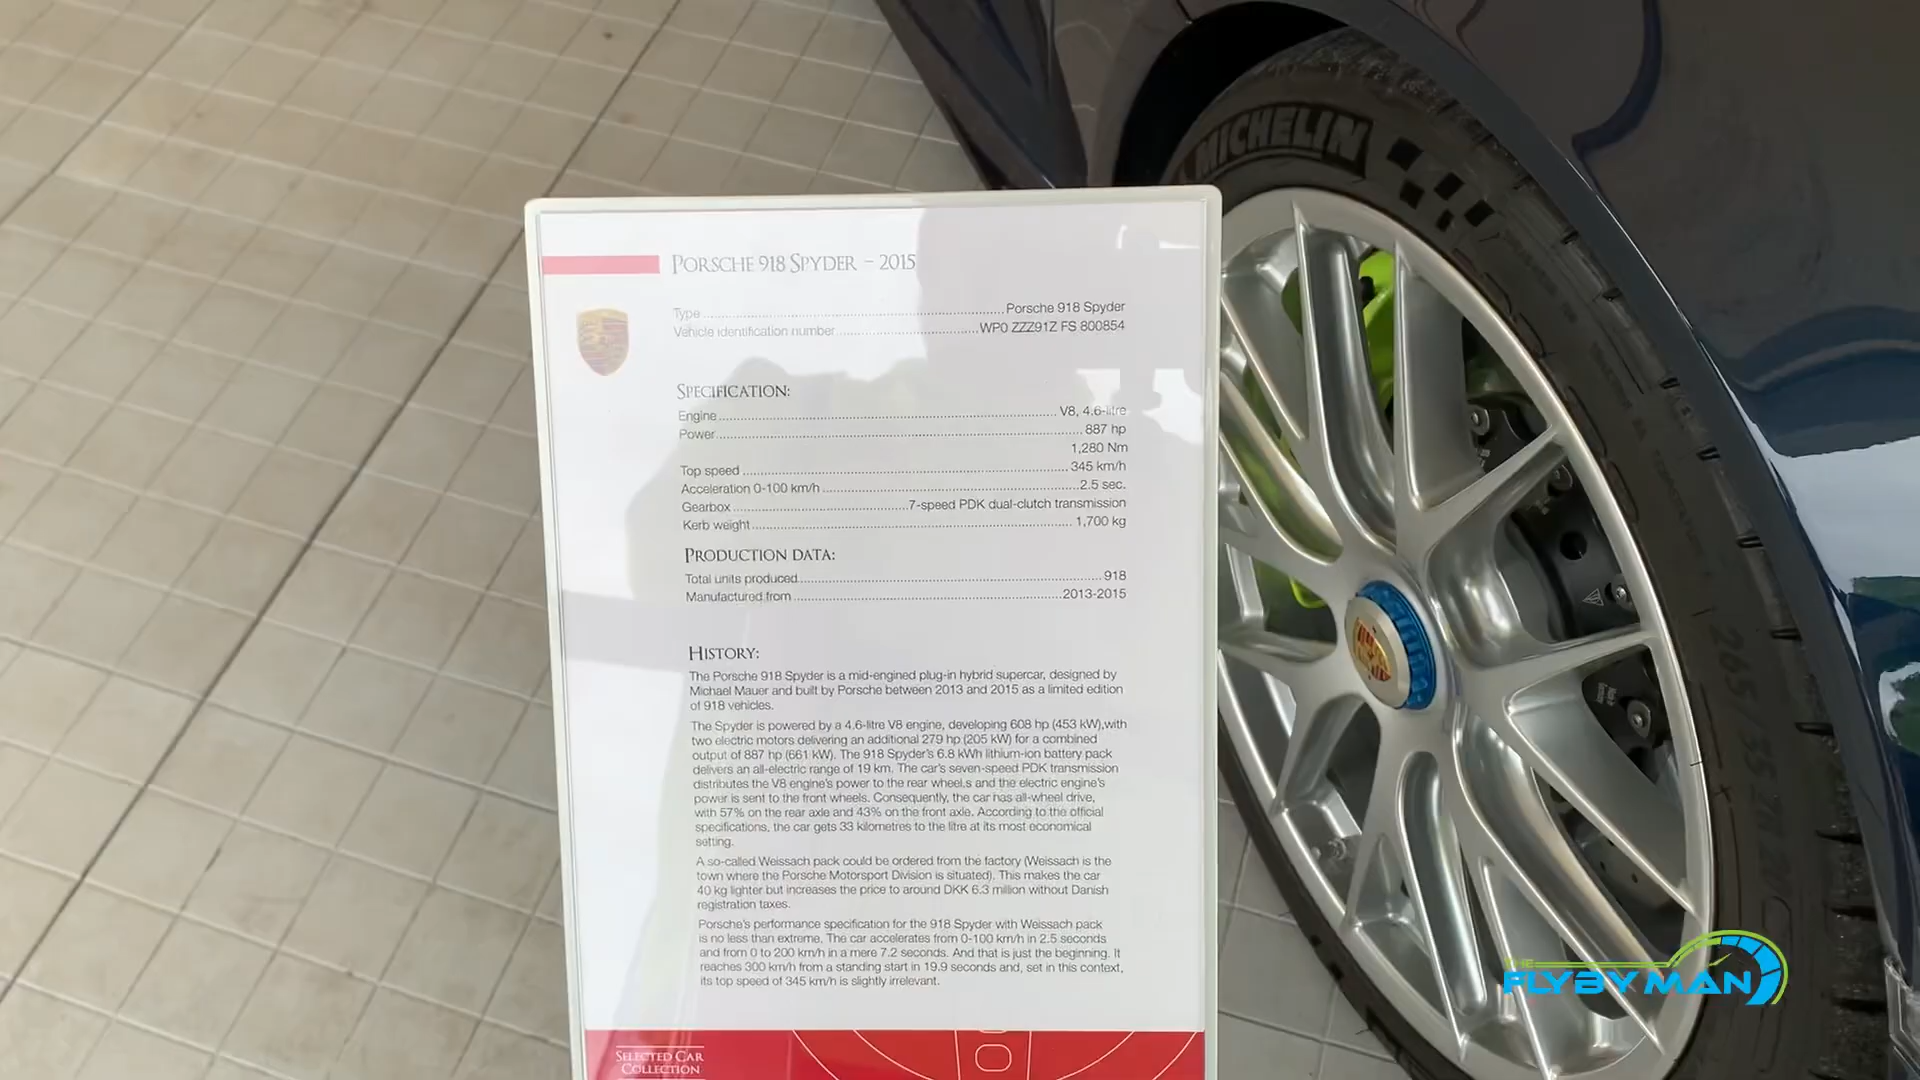 MICHELIN
PORSCHE 918 SPYDER – 2015
Type ........ Porsche 918 Spyder
Vehicle identification number ........ WP0 ZZZ91Z FS 800854
SPECIFICATION:
Engine ........ V8, 4.6-litre
Power ........ 887 hp
1,280 Nm
Top speed ........ 345 km/h
Acceleration 0-100 km/h ........ 2.5 sec.
Gearbox ........ 7-speed PDK dual-clutch transmission
Kerb weight ........ 1,700 kg
PRODUCTION DATA:
Total units produced ........ 918
Manufactured from ........ 2013-2015
HISTORY:
The Porsche 918 Spyder is a mid-engined plug-in hybrid supercar, designed by
Michael Mauer and built by Porsche between 2013 and 2015 as a limited edition
of 918 vehicles.
The Spyder is powered by a 4.6-litre V8 engine, developing 608 hp (453 kW),with
two electric motors delivering an additional 279 hp (205 kW) for a combined
output of 887 hp (661 kW). The 918 Spyder's 6.8 kWh lithium-ion battery pack
delivers an all-electric range of 19 km. The car's seven-speed PDK transmission
distributes the V8 engine's power to the rear wheel,s and the electric engine's
power is sent to the front wheels. Consequently, the car has all-wheel drive,
with 57% on the rear axle and 43% on the front axle. According to the official
specifications, the car gets 33 kilometres to the litre at its most economical
setting.
A so-called Weissach pack could be ordered from the factory (Weissach is the
town where the Porsche Motorsport Division is situated). This makes the car
40 kg lighter but increases the price to around DKK 6.3 million without Danish
registration taxes.
Porsche's performance specification for the 918 Spyder with Weissach pack
is no less than extreme. The car accelerates from 0-100 km/h in 2.5 seconds
and from 0 to 200 km/h in a mere 7.2 seconds. And that is just the beginning. It
reaches 300 km/h from a standing start in 19.9 seconds and, set in this context,
its top speed of 345 km/h is slightly irrelevant.
SELECTED CAR
COLLECTION
265/35
THE
FLYBY MAN